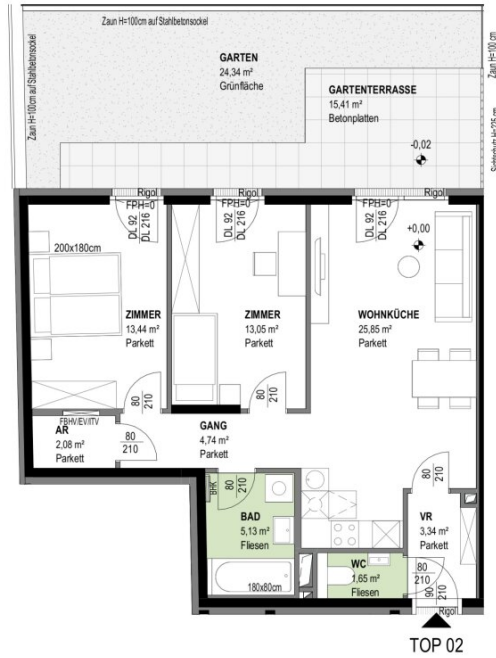 Zaun H=100cm auf Stahlbetonsockel
Zaun H=100cm auf Stahlbetonsockel
Zaun H=100 cm
GARTEN
24,34 m²
Grünfläche
GARTENTERRASSE
15,41 m²
Betonplatten
-0,02
Rigol
Rigol
Rigol
FPH=0
DL 92
DL 216
FPH=0
DL 92
DL 216
FPH=0
DL 92
DL 216
+0,00
200x180cm
ZIMMER
13,44 m²
Parkett
ZIMMER
13,05 m²
Parkett
WOHNKÜCHE
25,85 m²
Parkett
80
210
80
210
FBHV/EV/ITV
AR
2,08 m²
Parkett
80
210
GANG
4,74 m²
Parkett
80
210
BHK
80
210
BAD
5,13 m²
Fliesen
180x80cm
VR
3,34 m²
Parkett
WC
1,65 m²
Fliesen
80
210
90
210
Rigol
TOP 02